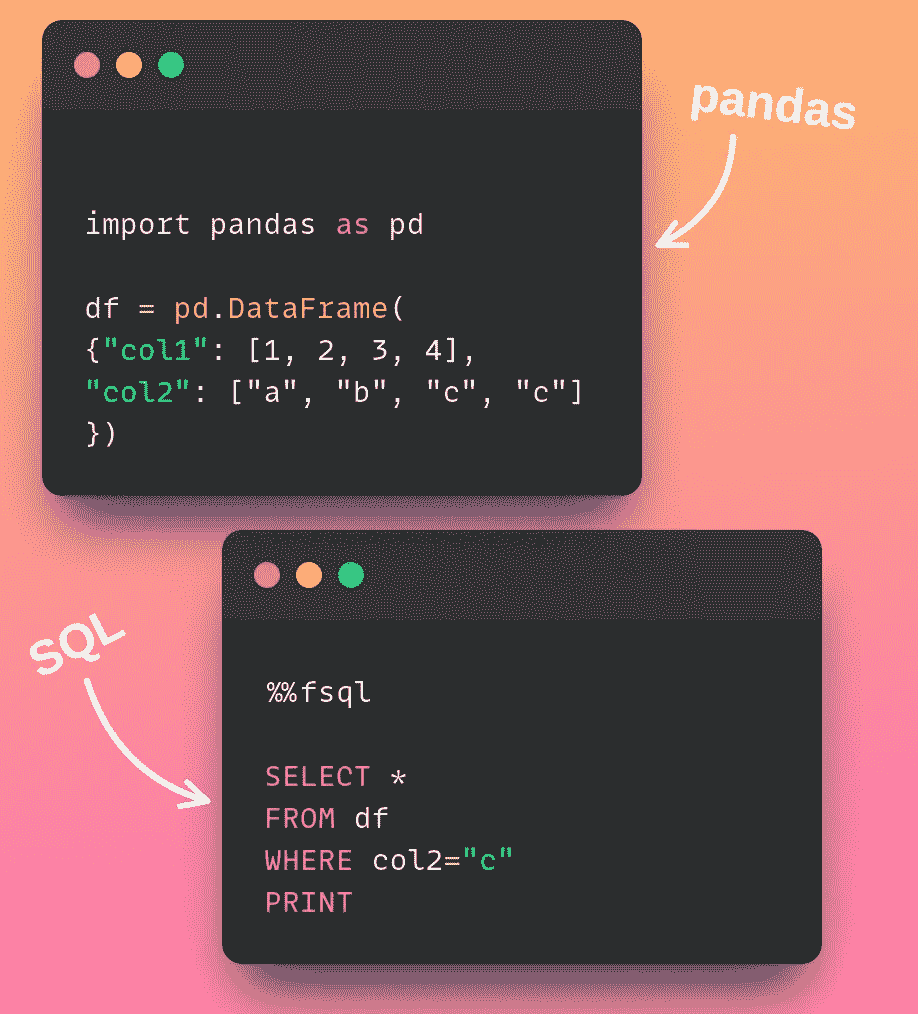 pandas
import pandas as pd
df = pd.DataFrame(
{"col1": [1, 2, 3, 4],
"col2": ["a", "b", "c", "c"]
})
SQL
%%fsql
SELECT *
FROM df
WHERE col2="c"
PRINT